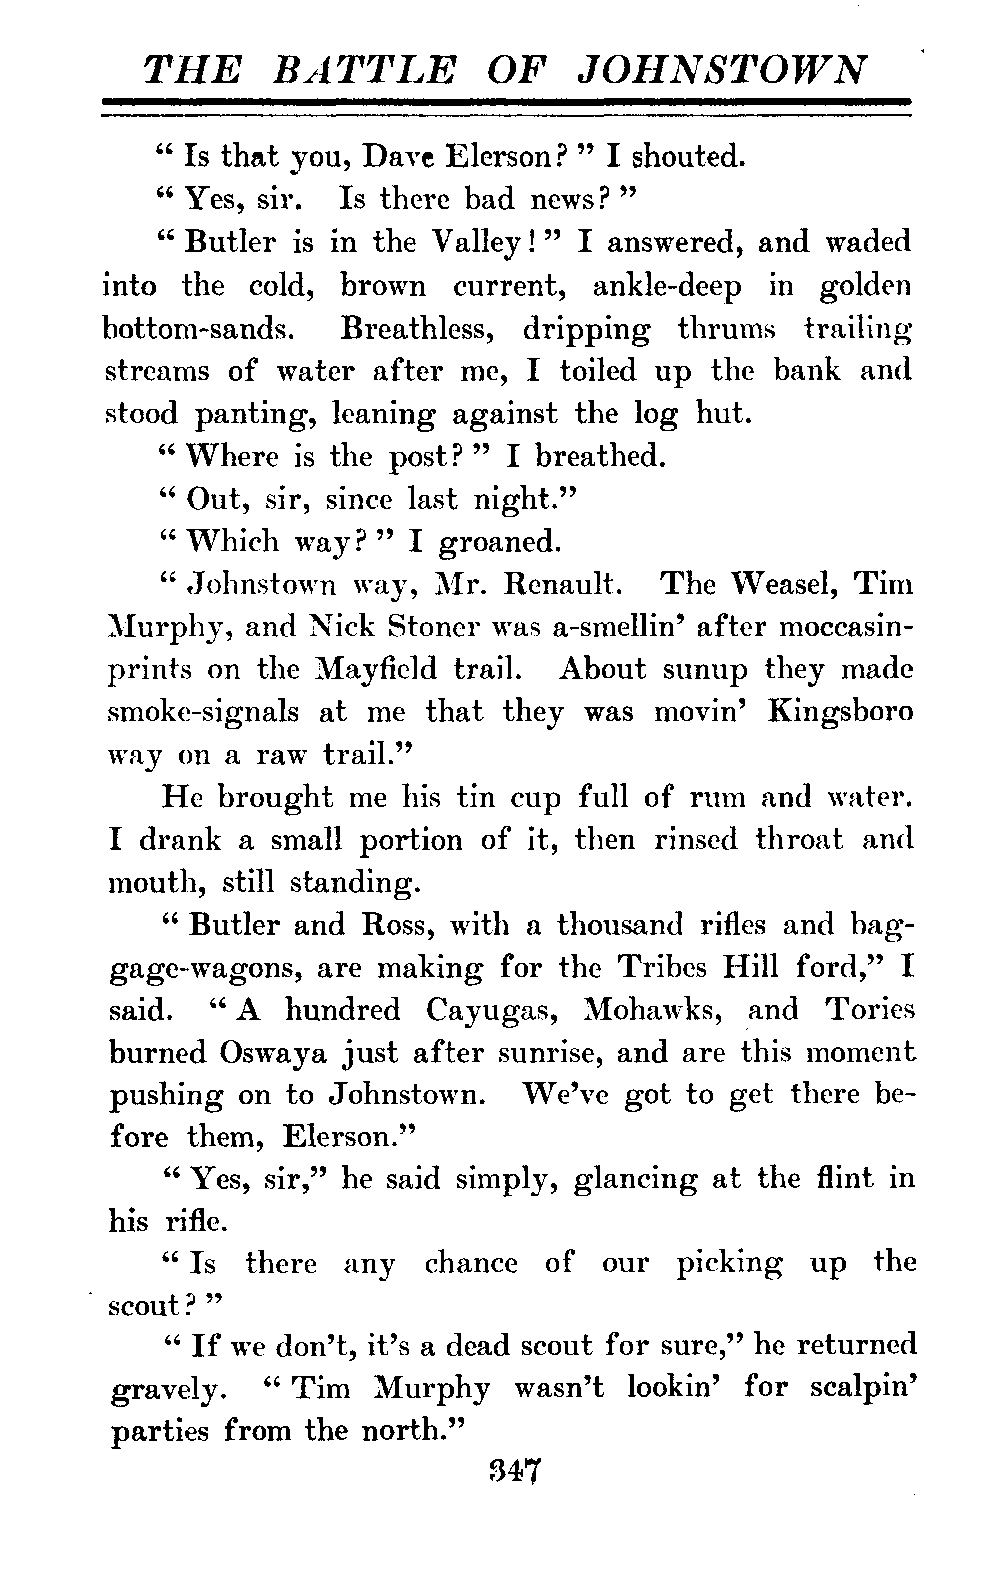 THE BATTLE OF JOHNSTOWN
“ Is that you, Dave Elerson? ” I shouted.
“ Yes, sir. Is there bad news? ”
“ Butler is in the Valley! ” I answered, and waded
into the cold, brown current, ankle-deep in golden
bottom-sands. Breathless, dripping thrums trailing
streams of water after me, I toiled up the bank and
stood panting, leaning against the log hut.
“ Where is the post? ” I breathed.
“ Out, sir, since last night.”
“ Which way? ” I groaned.
“ Johnstown way, Mr. Renault. The Weasel, Tim
Murphy, and Nick Stoner was a-smellin’ after moccasin-
prints on the Mayfield trail. About sunup they made
smoke-signals at me that they was movin’ Kingsboro
way on a raw trail.”
He brought me his tin cup full of rum and water.
I drank a small portion of it, then rinsed throat and
mouth, still standing.
“ Butler and Ross, with a thousand rifles and bag-
gage-wagons, are making for the Tribes Hill ford,” I
said. “ A hundred Cayugas, Mohawks, and Tories
burned Oswaya just after sunrise, and are this moment
pushing on to Johnstown. We’ve got to get there be-
fore them, Elerson.”
“ Yes, sir,” he said simply, glancing at the flint in
his rifle.
“ Is there any chance of our picking up the
scout? ”
“ If we don’t, it’s a dead scout for sure,” he returned
gravely. “ Tim Murphy wasn’t lookin’ for scalpin’
parties from the north.”
347